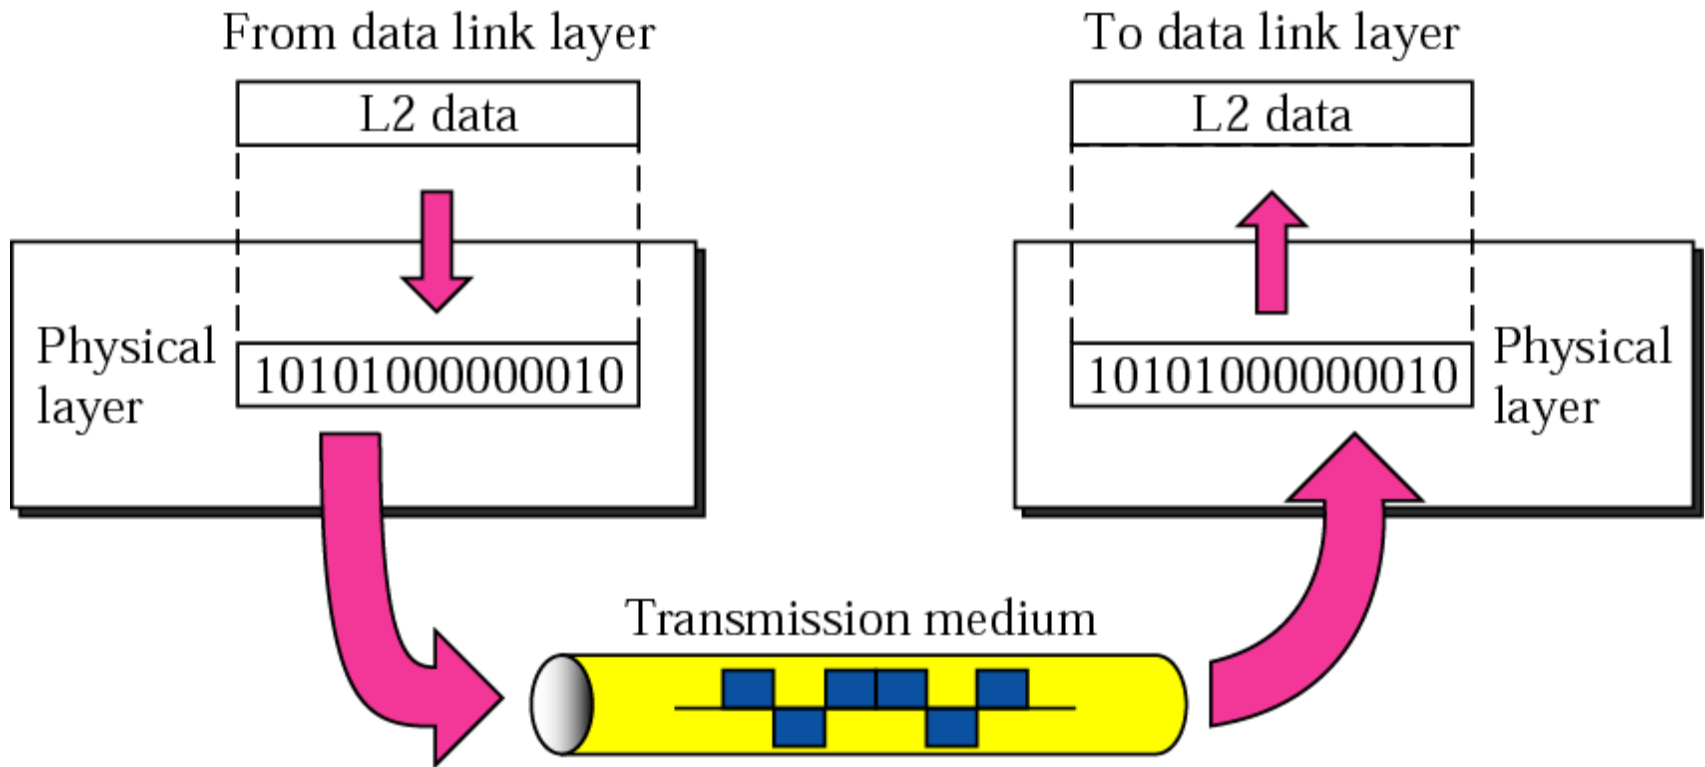 From data link layer
L2 data
Physical
layer
10101000000010
To data link layer
L2 data
10101000000010
Physical
layer
Transmission medium